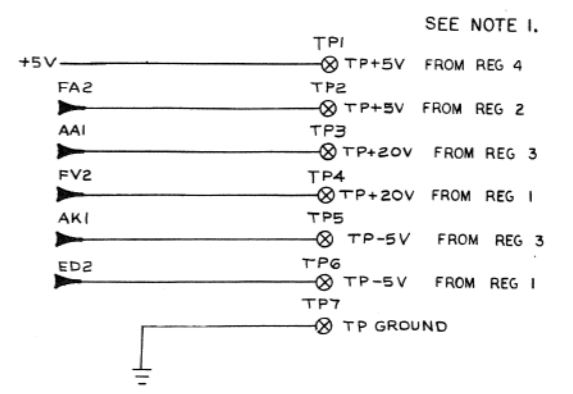 SEE NOTE 1.
TP1
+5V TP+5V FROM REG 4
FA2 TP2
TP+5V FROM REG 2
AA1 TP3
TP+20V FROM REG 3
FV2 TP4
TP+20V FROM REG 1
AK1 TP5
TP-5V FROM REG 3
ED2 TP6
TP-5V FROM REG 1
TP7
TP GROUND